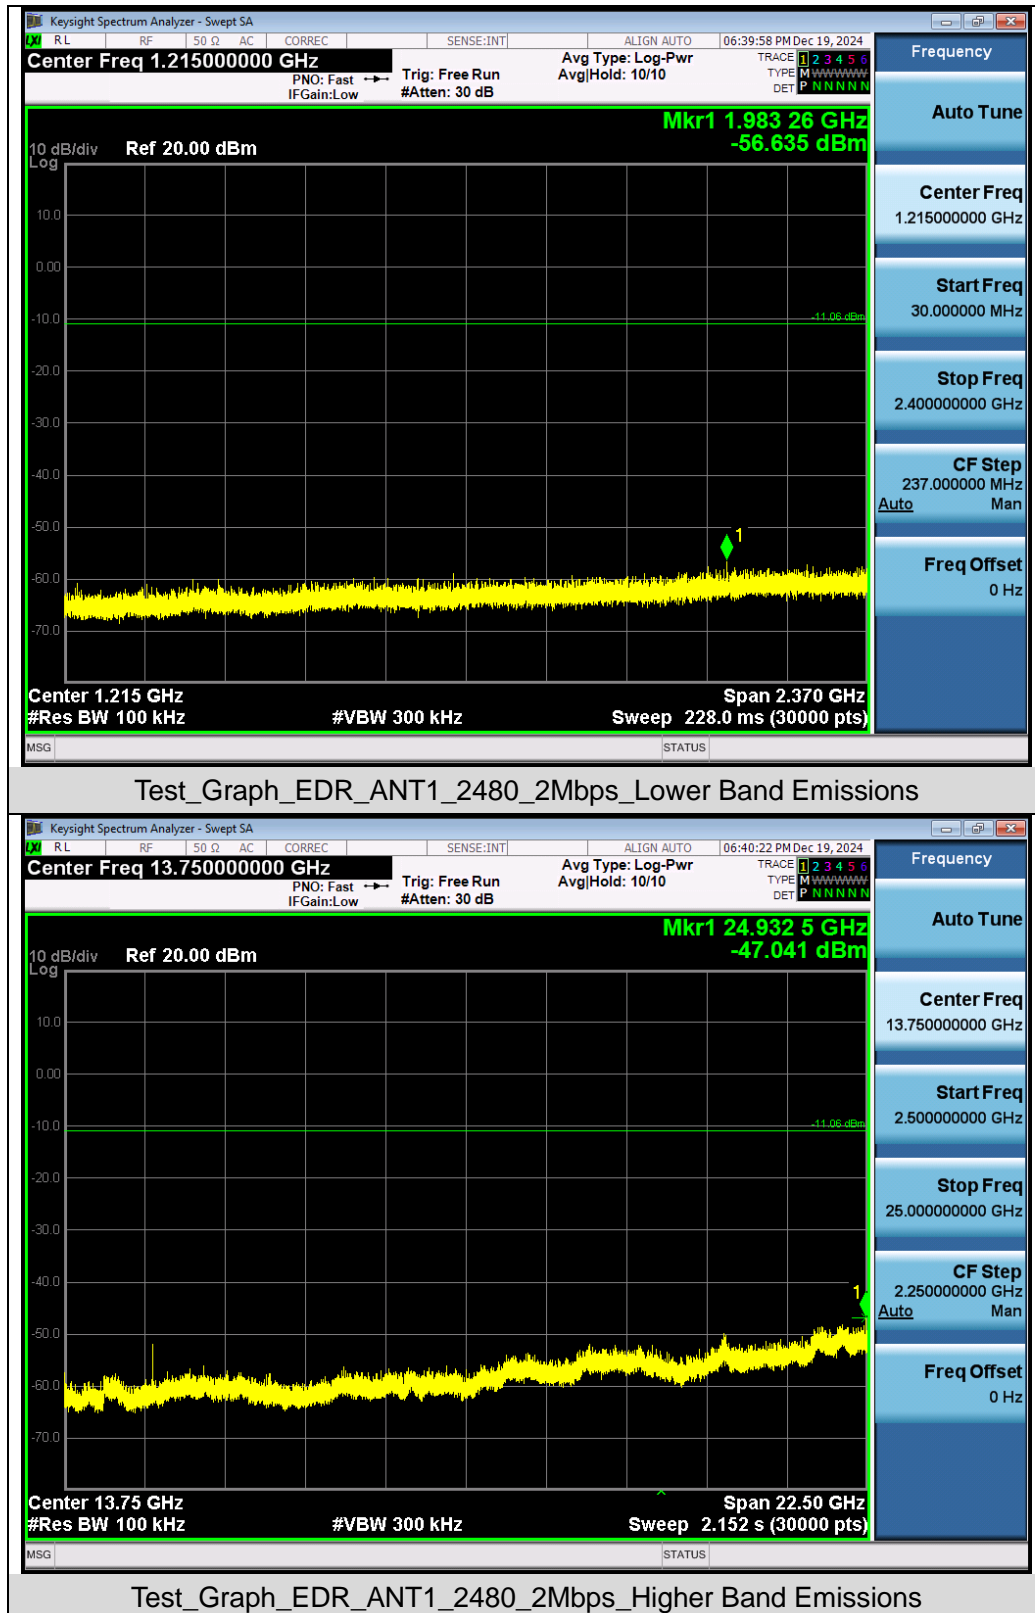 Keysight Spectrum Analyzer - Swept SA
LXI RL RF 50 Ω AC CORREC SENSE:INT ALIGN AUTO 06:39:58 PM Dec 19, 2024
Center Freq 1.215000000 GHz Avg Type: Log-Pwr TRACE 1 2 3 4 5 6
PNO: Fast Trig: Free Run Avg|Hold: 10/10 TYPE M WWWWW
IFGain:Low #Atten: 30 dB DET P N N N N N
Mkr1 1.983 26 GHz
-56.635 dBm
10 dB/div Ref 20.00 dBm
Log
10.0
0.00
-10.0
-11.06 dBm
-20.0
-30.0
-40.0
-50.0
1
-60.0
-70.0
Center 1.215 GHz Span 2.370 GHz
#Res BW 100 kHz #VBW 300 kHz Sweep 228.0 ms (30000 pts)
MSG STATUS
Frequency
Auto Tune
Center Freq
1.215000000 GHz
Start Freq
30.000000 MHz
Stop Freq
2.400000000 GHz
CF Step
237.000000 MHz
Auto Man
Freq Offset
0 Hz
Test_Graph_EDR_ANT1_2480_2Mbps_Lower Band Emissions
Keysight Spectrum Analyzer - Swept SA
LXI RL RF 50 Ω AC CORREC SENSE:INT ALIGN AUTO 06:40:22 PM Dec 19, 2024
Center Freq 13.750000000 GHz Avg Type: Log-Pwr TRACE 1 2 3 4 5 6
PNO: Fast Trig: Free Run Avg|Hold: 10/10 TYPE M WWWWW
IFGain:Low #Atten: 30 dB DET P N N N N N
Mkr1 24.932 5 GHz
-47.041 dBm
10 dB/div Ref 20.00 dBm
Log
10.0
0.00
-10.0
-11.06 dBm
-20.0
-30.0
-40.0
1
-50.0
-60.0
-70.0
Center 13.75 GHz Span 22.50 GHz
#Res BW 100 kHz #VBW 300 kHz Sweep 2.152 s (30000 pts)
MSG STATUS
Frequency
Auto Tune
Center Freq
13.750000000 GHz
Start Freq
2.500000000 GHz
Stop Freq
25.000000000 GHz
CF Step
2.250000000 GHz
Auto Man
Freq Offset
0 Hz
Test_Graph_EDR_ANT1_2480_2Mbps_Higher Band Emissions